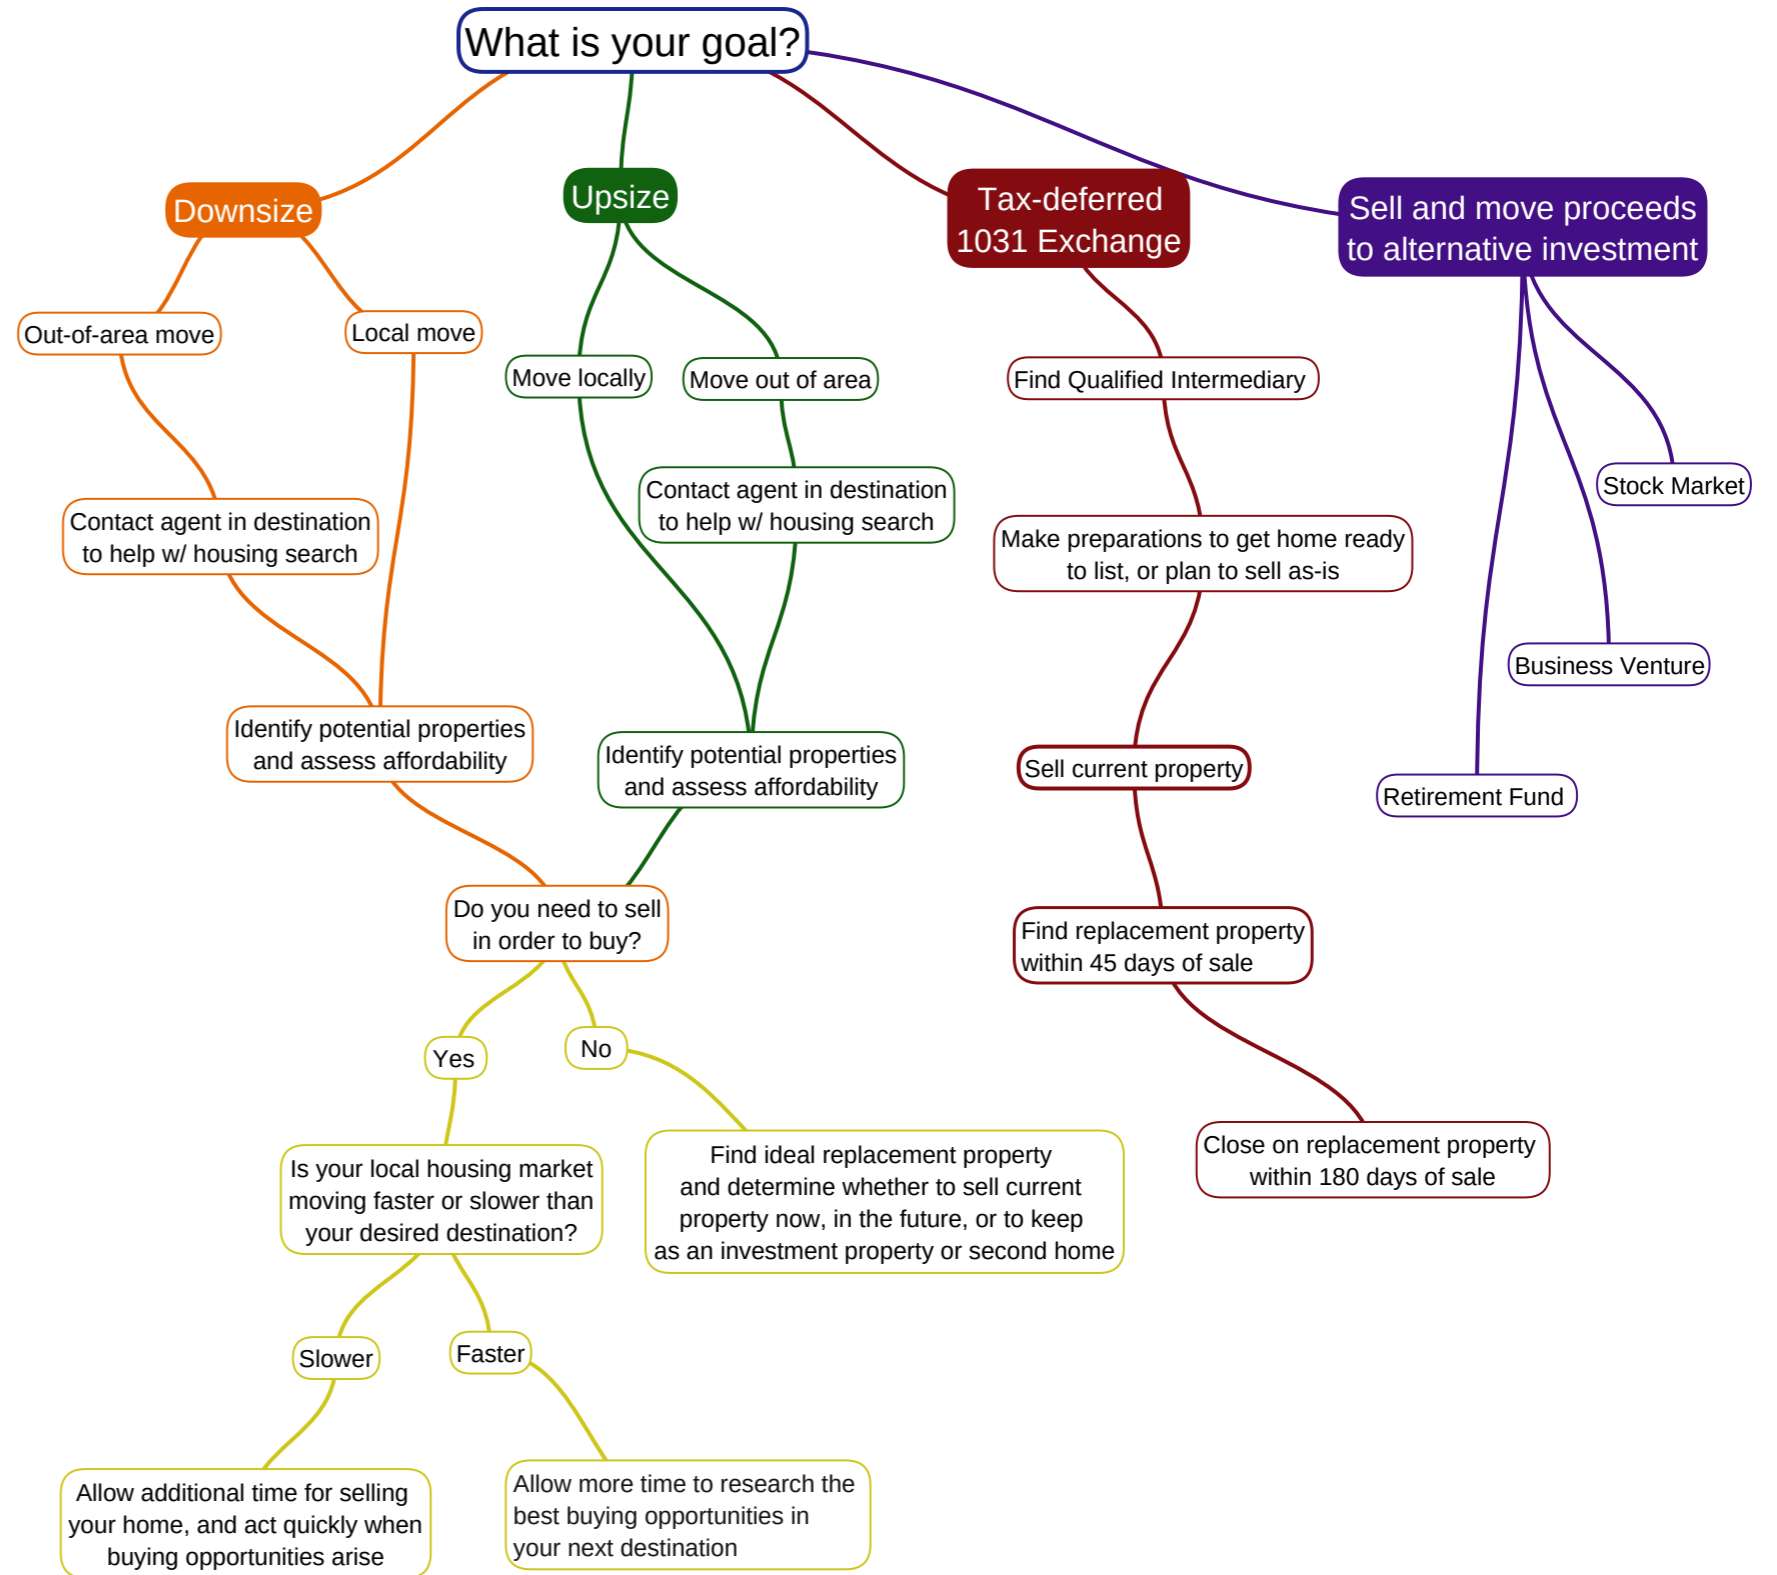 What is your goal?
Downsize
Upsize
Tax-deferred
1031 Exchange
Sell and move proceeds
to alternative investment
Out-of-area move
Local move
Move locally
Move out of area
Find Qualified Intermediary
Stock Market
Contact agent in destination
to help w/ housing search
Contact agent in destination
to help w/ housing search
Make preparations to get home ready
to list, or plan to sell as-is
Business Venture
Identify potential properties
and assess affordability
Identify potential properties
and assess affordability
Sell current property
Retirement Fund
Do you need to sell
in order to buy?
Find replacement property
within 45 days of sale
Yes
No
Is your local housing market
moving faster or slower than
your desired destination?
Find ideal replacement property
and determine whether to sell current
property now, in the future, or to keep
as an investment property or second home
Close on replacement property
within 180 days of sale
Slower
Faster
Allow additional time for selling
your home, and act quickly when
buying opportunities arise
Allow more time to research the
best buying opportunities in
your next destination